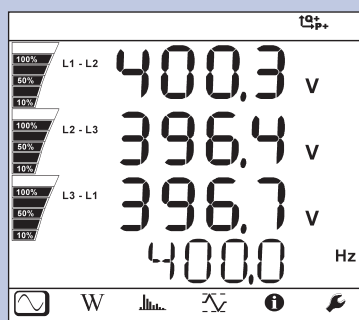 Q+
P+
100%
50%
10%
L1 - L2 400.3 V
100%
50%
10%
L2 - L3 396.4 V
100%
50%
10%
L3 - L1 396.7 V
400.0 Hz
W